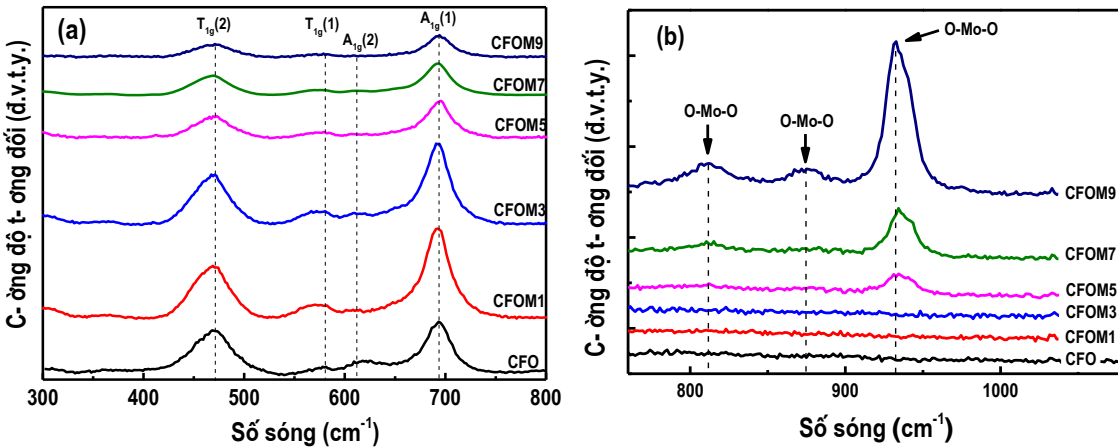 (a)
T1g(2)
T1g(1)
A1g(2)
A1g(1)
CFOM9
CFOM7
CFOM5
CFOM3
CFOM1
CFO
C- ờng độ t- ơng đối (đ.v.t.y.)
300 400 500 600 700 800
Số sóng (cm-1)
(b)
O-Mo-O
O-Mo-O
O-Mo-O
CFOM9
CFOM7
CFOM5
CFOM3
CFOM1
CFO
C- ờng độ t- ơng đối (đ.v.t.y.)
800 900 1000
Số sóng (cm-1)